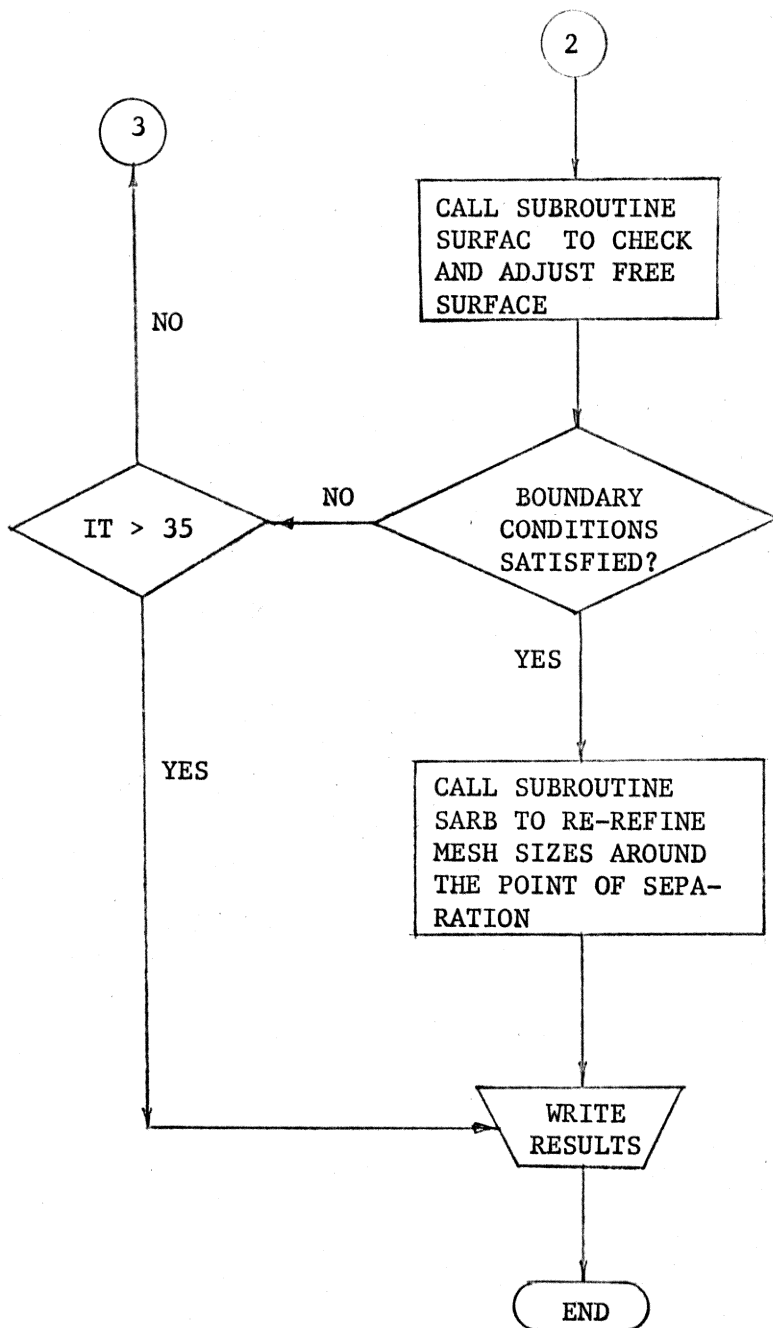 2
3
CALL SUBROUTINE
SURFAC TO CHECK
AND ADJUST FREE
SURFACE
NO
NO
BOUNDARY
CONDITIONS
SATISFIED?
IT > 35
YES
YES
CALL SUBROUTINE
SARB TO RE-REFINE
MESH SIZES AROUND
THE POINT OF SEPA-
RATION
WRITE
RESULTS
END